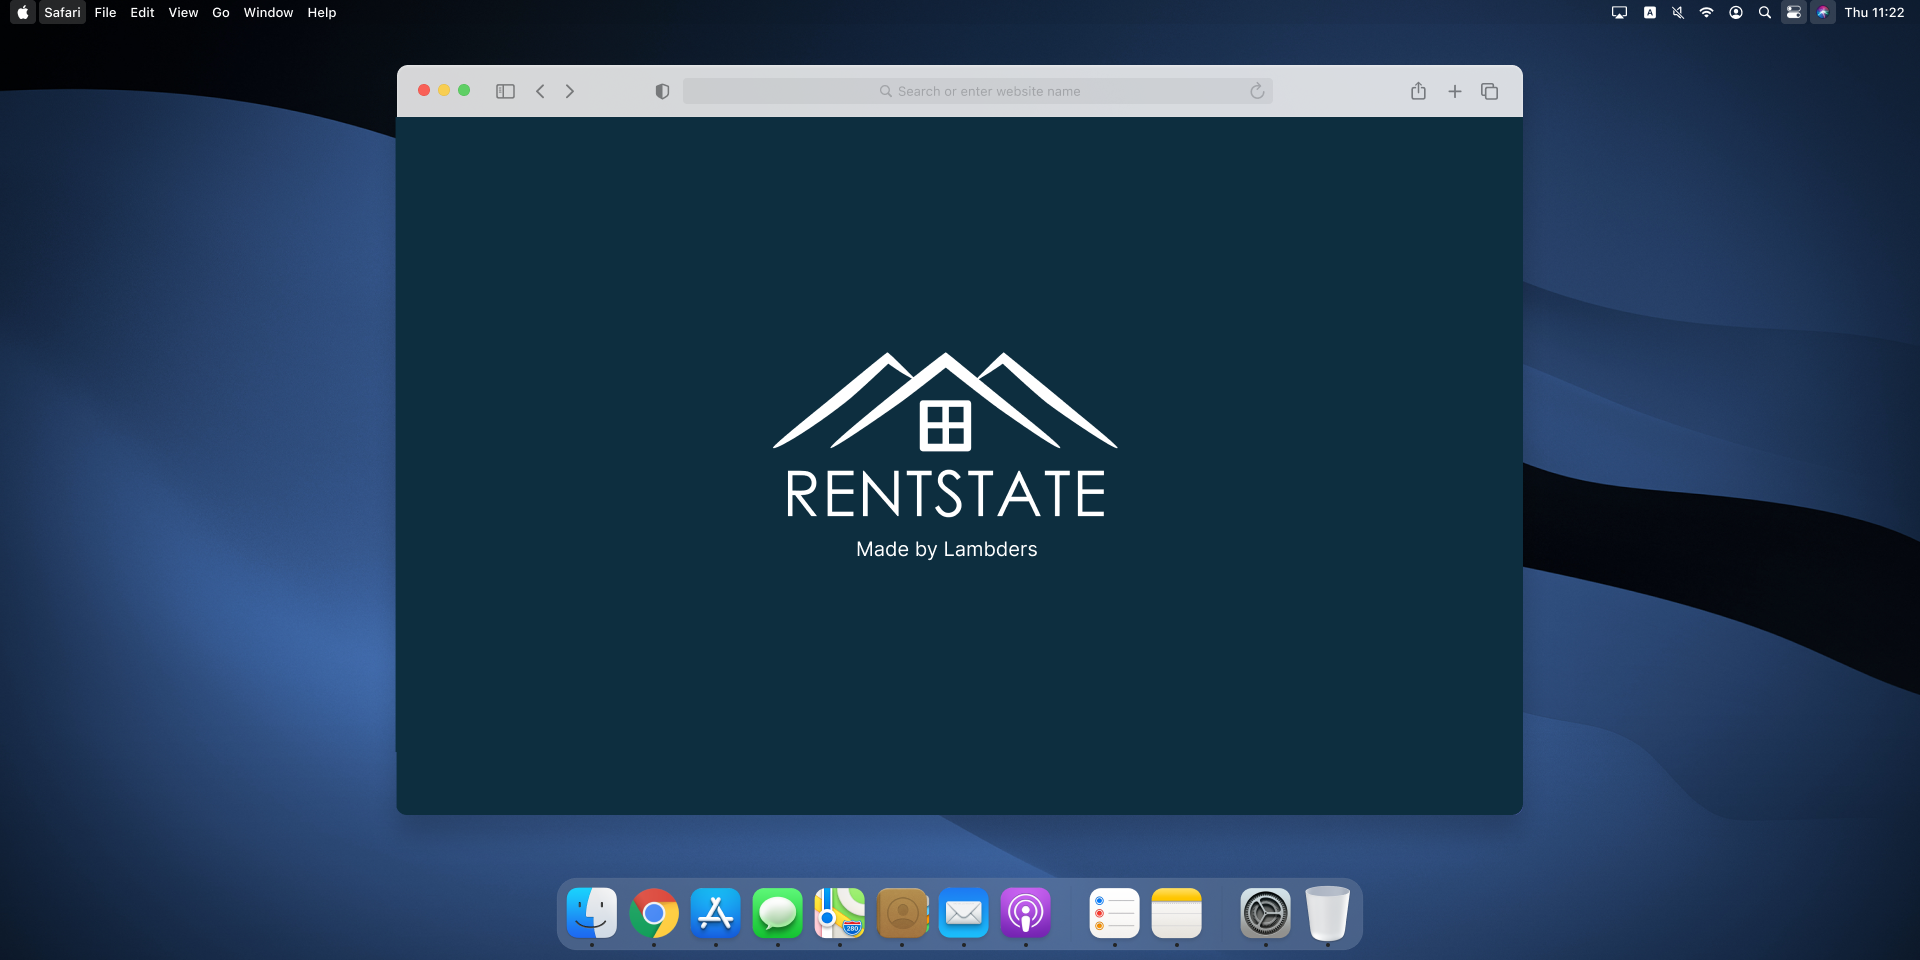 Safari File Edit View Go Window Help
A
Thu 11:22
Search or enter website name
RENTSTATE
Made by Lambders
280